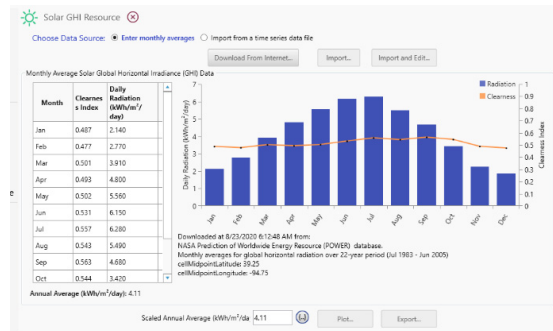 Solar GHI Resource
Choose Data Source: Enter monthly averages Import from a time series data file
Download From Internet... Import... Import and Edit...
Monthly Average Solar Global Horizontal Irradiance (GHI) Data
Month Clearnes s Index Daily Radiation (kWh/m²/ day)
Jan 0.487 2.140
Feb 0.477 2.770
Mar 0.501 3.910
Apr 0.493 4.800
May 0.502 5.560
Jun 0.531 6.150
Jul 0.557 6.280
Aug 0.543 5.490
Sep 0.563 4.680
Oct 0.544 3.420
Daily Radiation (kWh/m²/day)
7
6
5
4
3
2
1
0
Radiation
Clearness
1
0.9
0.8
0.7
0.6
0.5
0.4
0.3
0.2
0.1
0
Clearness Index
Jan Feb Mar Apr May Jun Jul Aug Sep Oct Nov Dec
Downloaded at 8/23/2020 6:12:48 AM from:
NASA Prediction of Worldwide Energy Resource (POWER) database.
Monthly averages for global horizontal radiation over 22-year period (Jul 1983 - Jun 2005)
cellMidpointLatitude: 39.25
cellMidpointLongitude: -94.75
Annual Average (kWh/m²/day): 4.11
Scaled Annual Average (kWh/m²/da 4.11 Plot... Export...
e